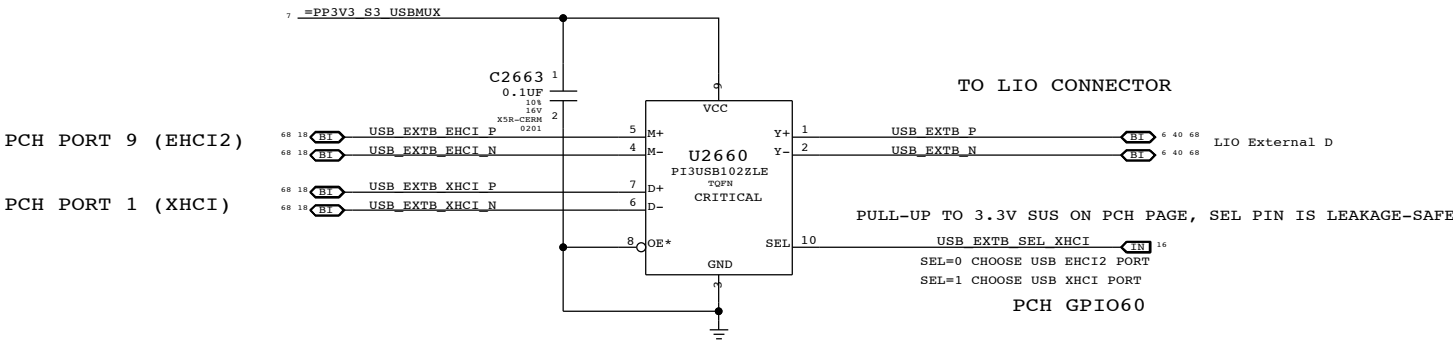 7 =PP3V3_S3_USBMUX
C2663 1
0.1UF
10%
16V
X5R-CERM 2
0201
9
VCC
TO LIO CONNECTOR
PCH PORT 9 (EHCI2)
68 18 BI USB_EXTB_EHCI_P 5 M+
68 18 BI USB_EXTB_EHCI_N 4 M-
U2660
PI3USB102ZLE
TQFN
CRITICAL
Y+ 1 USB_EXTB_P BI 6 40 68
Y- 2 USB_EXTB_N BI 6 40 68
LIO External D
PCH PORT 1 (XHCI)
68 18 BI USB_EXTB_XHCI_P 7 D+
68 18 BI USB_EXTB_XHCI_N 6 D-
PULL-UP TO 3.3V SUS ON PCH PAGE, SEL PIN IS LEAKAGE-SAFE
8 OE*
SEL 10 USB_EXTB_SEL_XHCI IN 16
GND
3
SEL=0 CHOOSE USB EHCI2 PORT
SEL=1 CHOOSE USB XHCI PORT
PCH GPIO60